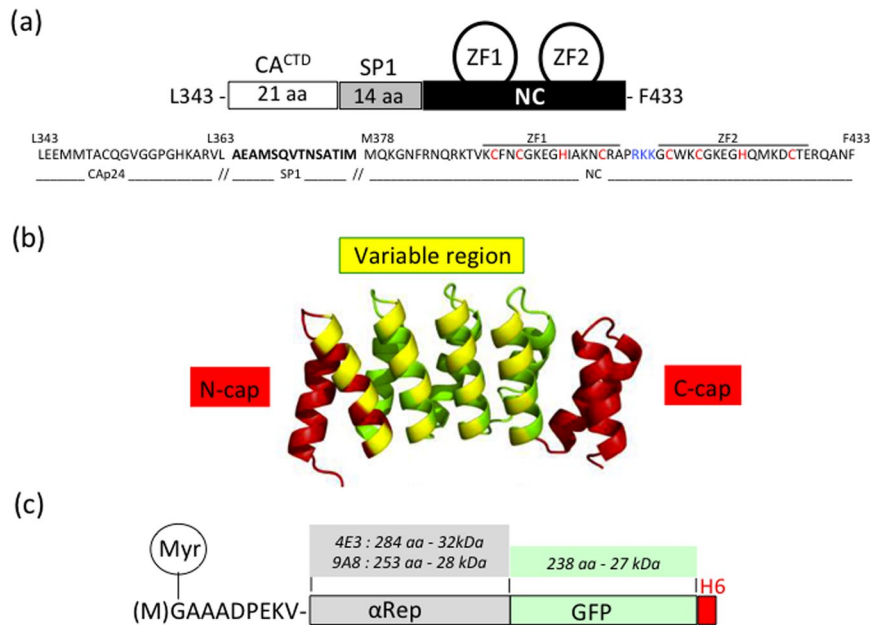 (a)
ZF1 ZF2
CA^CTD SP1
L343 - 21 aa 14 aa NC - F433
L343 L363 M378 ZF1 ZF2 F433
LEEMMTACQGVGGPGHKARVL AEAMSQVTNSATIM MQKGNFRNQRKTVKCFNCGKEGHIAKNCRAPRKKGCWKCGKEGHQMKDCTERQANF
CAp24 // SP1 // NC
(b)
Variable region
N-cap C-cap
(c)
Myr
4E3 : 284 aa - 32kDa
9A8 : 253 aa - 28 kDa 238 aa - 27 kDa
H6
(M)GAAADPEKV- αRep GFP